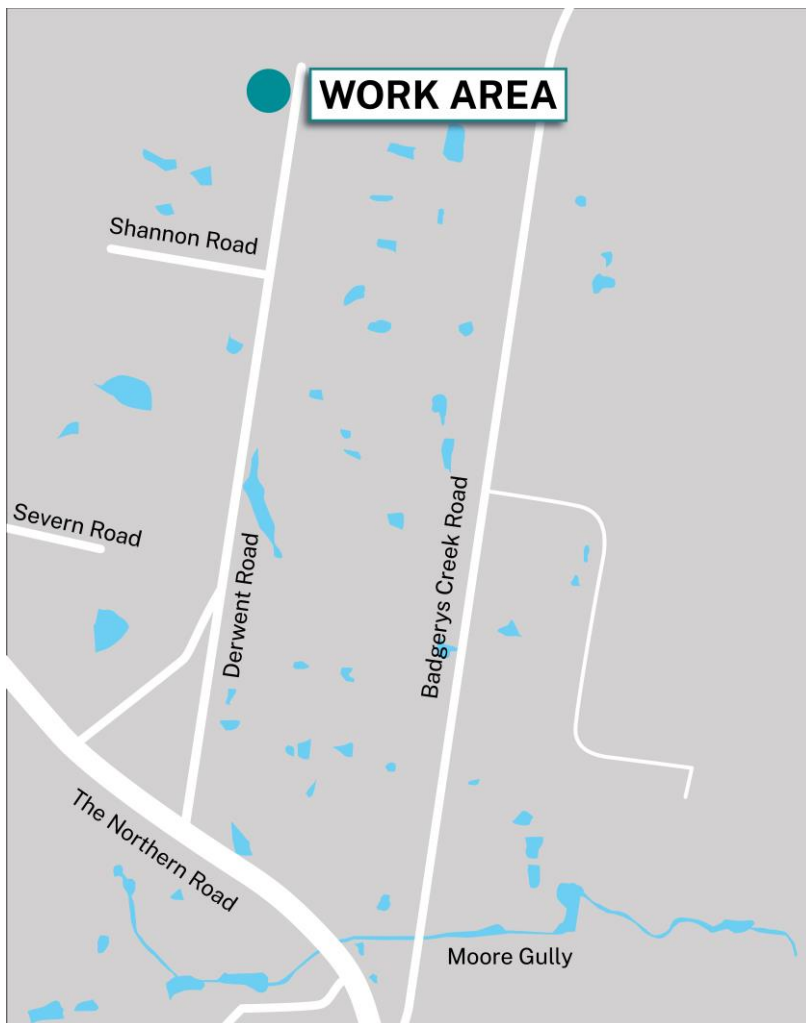 WORK AREA
Shannon Road
Severn Road
Derwent Road
Badgerys Creek Road
The Northern Road
Moore Gully